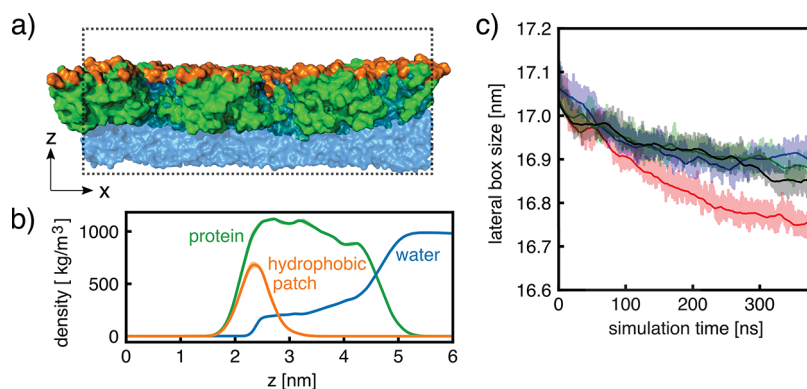 a)
z
x
b)
density [ kg/m³]
1000
500
0
protein
hydrophobic
patch
water
0 1 2 3 4 5 6
z [nm]
c)
lateral box size [nm]
17.2
17.1
17.0
16.9
16.8
16.7
16.6
0 100 200 300
simulation time [ns]